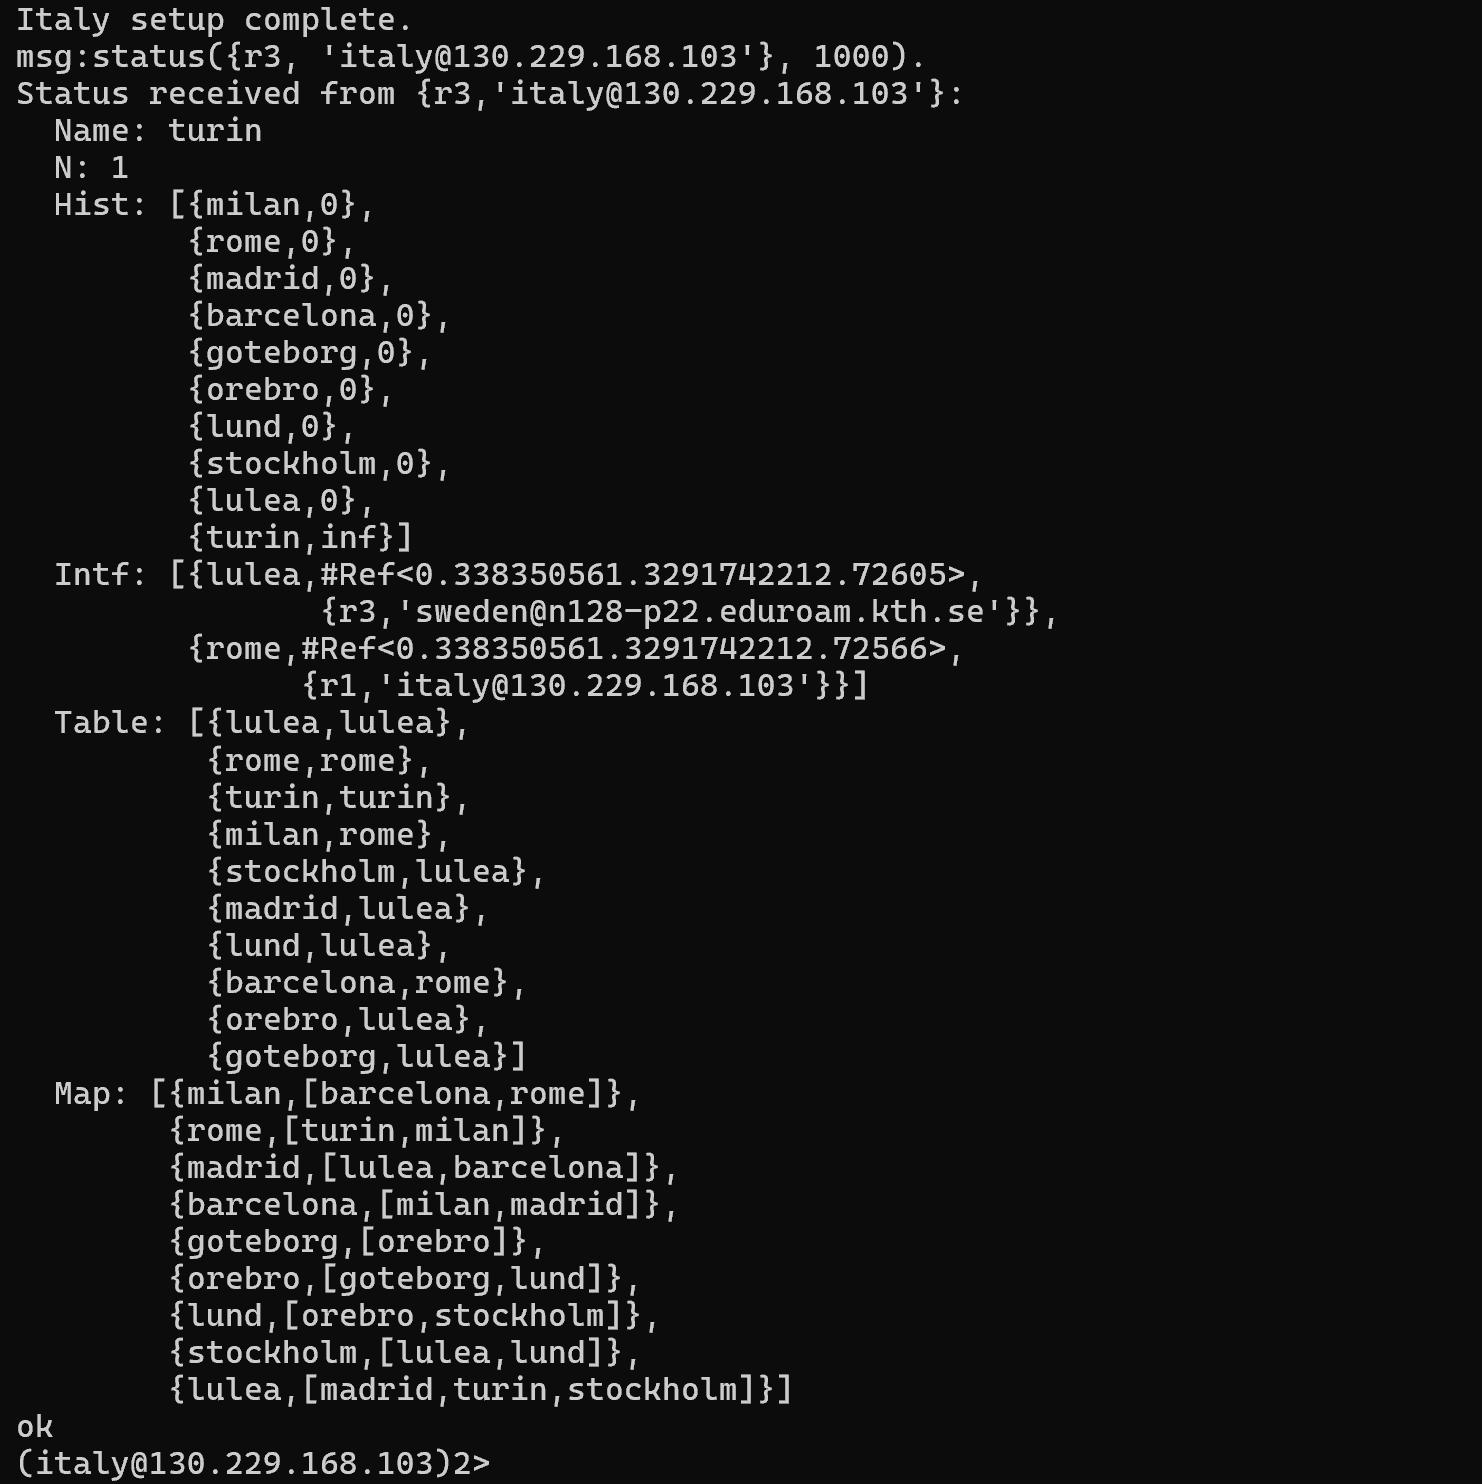 Italy setup complete.
msg:status({r3, 'italy@130.229.168.103'}, 1000).
Status received from {r3,'italy@130.229.168.103'}:
  Name: turin
  N: 1
  Hist: [{milan,0},
         {rome,0},
         {madrid,0},
         {barcelona,0},
         {goteborg,0},
         {orebro,0},
         {lund,0},
         {stockholm,0},
         {lulea,0},
         {turin,inf}]
  Intf: [{lulea,#Ref<0.338350561.3291742212.72605>,
                {r3,'sweden@n128-p22.eduroam.kth.se'}},
         {rome,#Ref<0.338350561.3291742212.72566>,
               {r1,'italy@130.229.168.103'}}]
  Table: [{lulea,lulea},
          {rome,rome},
          {turin,turin},
          {milan,rome},
          {stockholm,lulea},
          {madrid,lulea},
          {lund,lulea},
          {barcelona,rome},
          {orebro,lulea},
          {goteborg,lulea}]
  Map: [{milan,[barcelona,rome]},
        {rome,[turin,milan]},
        {madrid,[lulea,barcelona]},
        {barcelona,[milan,madrid]},
        {goteborg,[orebro]},
        {orebro,[goteborg,lund]},
        {lund,[orebro,stockholm]},
        {stockholm,[lulea,lund]},
        {lulea,[madrid,turin,stockholm]}]
ok
(italy@130.229.168.103)2>